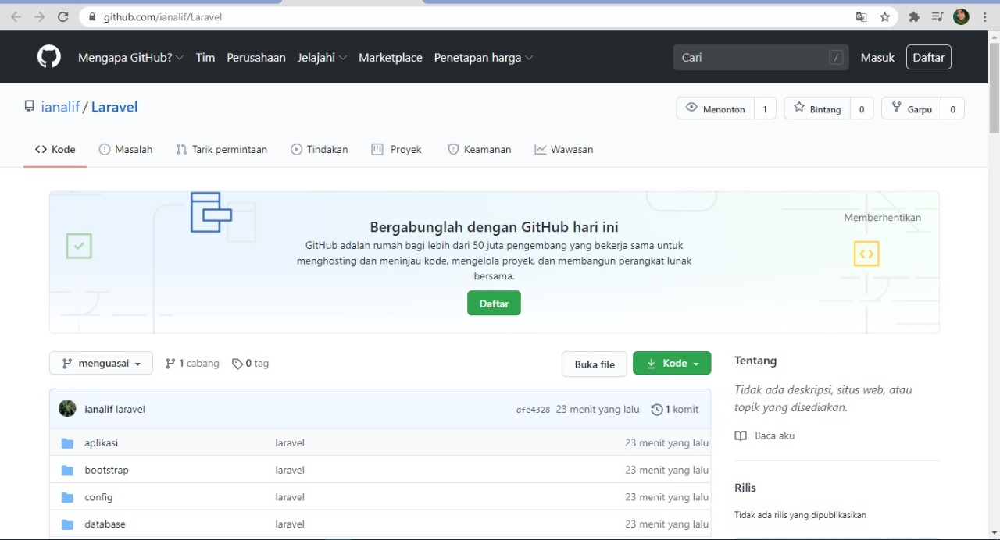 github.com/ianalif/Laravel
Mengapa GitHub? Tim Perusahaan Jelajahi Marketplace Penetapan harga Cari / Masuk Daftar
ianalif / Laravel Menonton 1 Bintang 0 Garpu 0
Kode Masalah Tarik permintaan Tindakan Proyek Keamanan Wawasan
Memberhentikan
Bergabunglah dengan GitHub hari ini
GitHub adalah rumah bagi lebih dari 50 juta pengembang yang bekerja sama untuk
menghosting dan meninjau kode, mengelola proyek, dan membangun perangkat lunak
bersama.
Daftar
menguasai 1 cabang 0 tag Buka file Kode
ianalif laravel dfe4328 23 menit yang lalu 1 komit
aplikasi laravel 23 menit yang lalu
bootstrap laravel 23 menit yang lalu
config laravel 23 menit yang lalu
database laravel 23 menit yang lalu
Tentang
Tidak ada deskripsi, situs web, atau
topik yang disediakan.
Baca aku
Rilis
Tidak ada rilis yang dipublikasikan